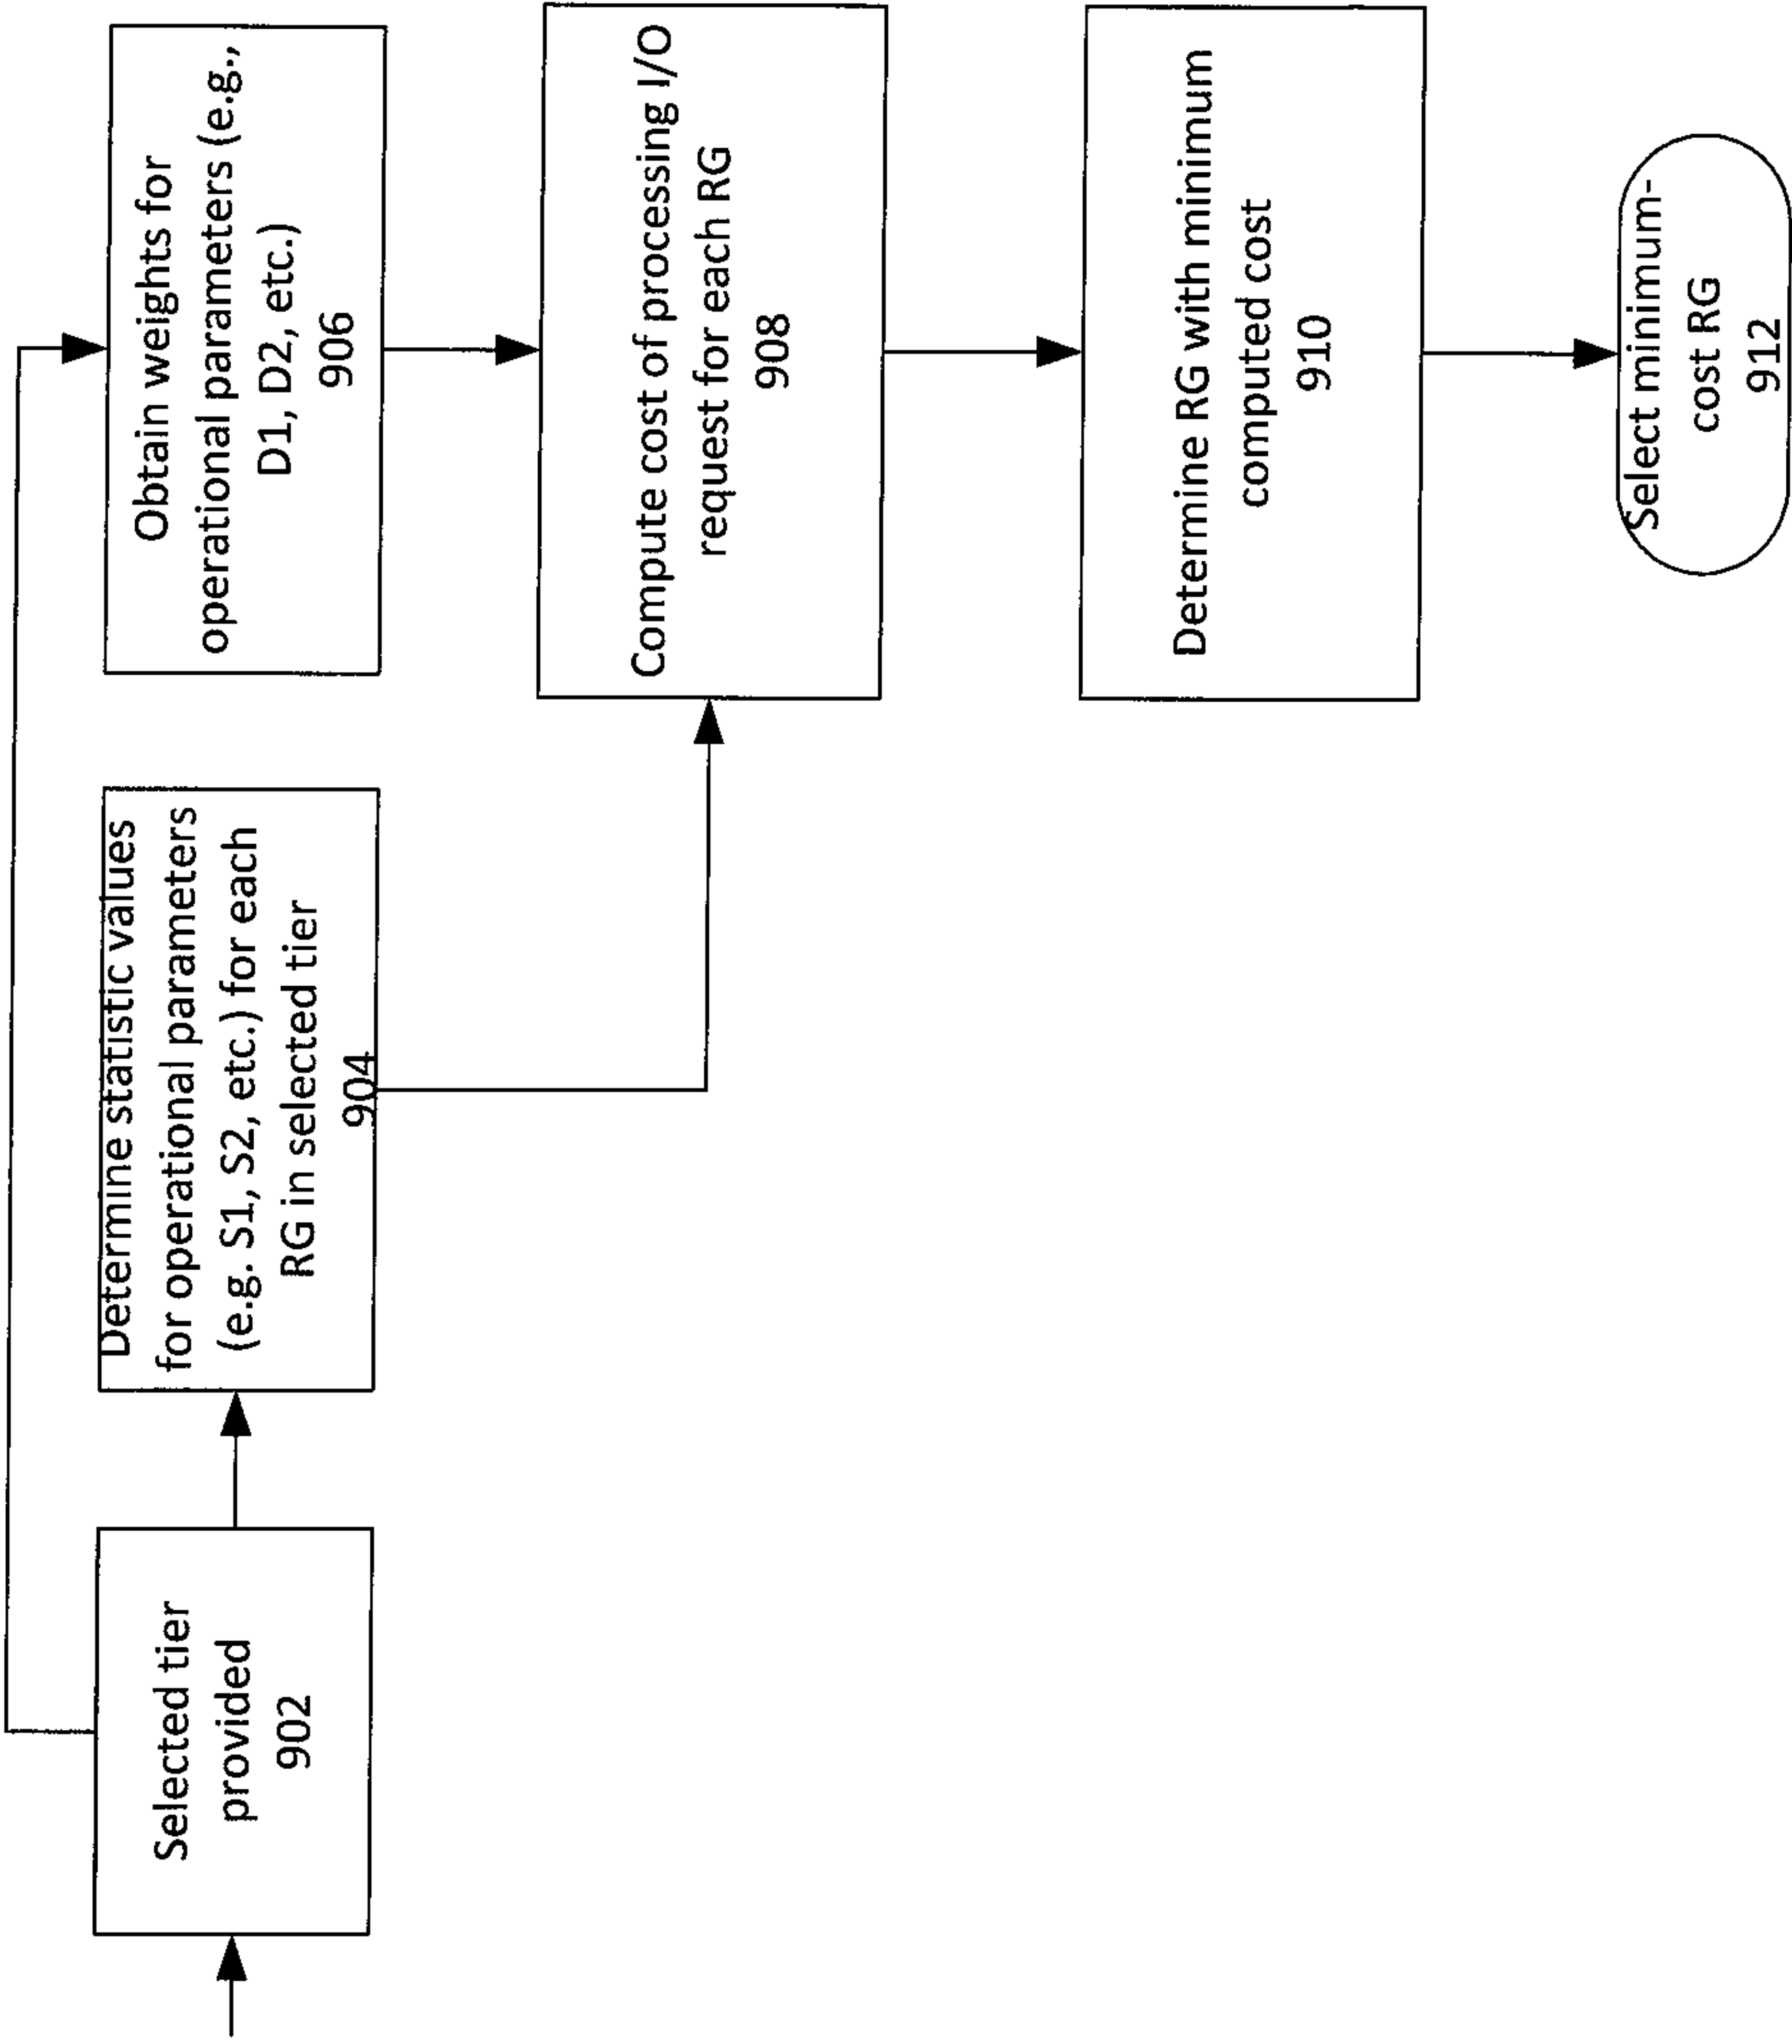 Selected tier
provided
902
Determine statistic values
for operational parameters
(e.g. S1, S2, etc.) for each
RG in selected tier
904
Obtain weights for
operational parameters (e.g.,
D1, D2, etc.)
906
Compute cost of processing I/O
request for each RG
908
Determine RG with minimum
computed cost
910
Select minimum-
cost RG
912